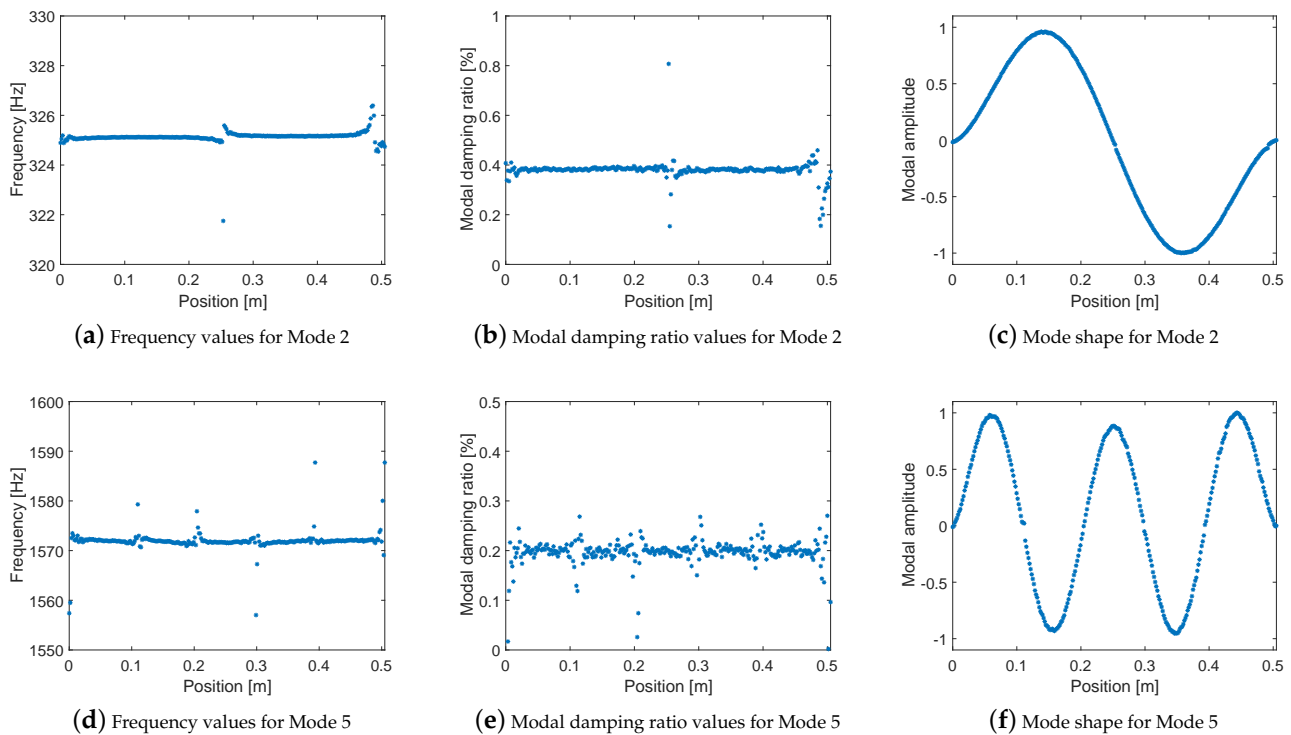 330
328
326
324
322
320
Frequency [Hz]
0 0.1 0.2 0.3 0.4 0.5
Position [m]
(a) Frequency values for Mode 2
1
0.8
0.6
0.4
0.2
0
Modal damping ratio [%]
0 0.1 0.2 0.3 0.4 0.5
Position [m]
(b) Modal damping ratio values for Mode 2
1
0.5
0
-0.5
-1
Modal amplitude
0 0.1 0.2 0.3 0.4 0.5
Position [m]
(c) Mode shape for Mode 2
1600
1590
1580
1570
1560
1550
Frequency [Hz]
0 0.1 0.2 0.3 0.4 0.5
Position [m]
(d) Frequency values for Mode 5
0.5
0.4
0.3
0.2
0.1
0
Modal damping ratio [%]
0 0.1 0.2 0.3 0.4 0.5
Position [m]
(e) Modal damping ratio values for Mode 5
1
0.5
0
-0.5
-1
Modal amplitude
0 0.1 0.2 0.3 0.4 0.5
Position [m]
(f) Mode shape for Mode 5